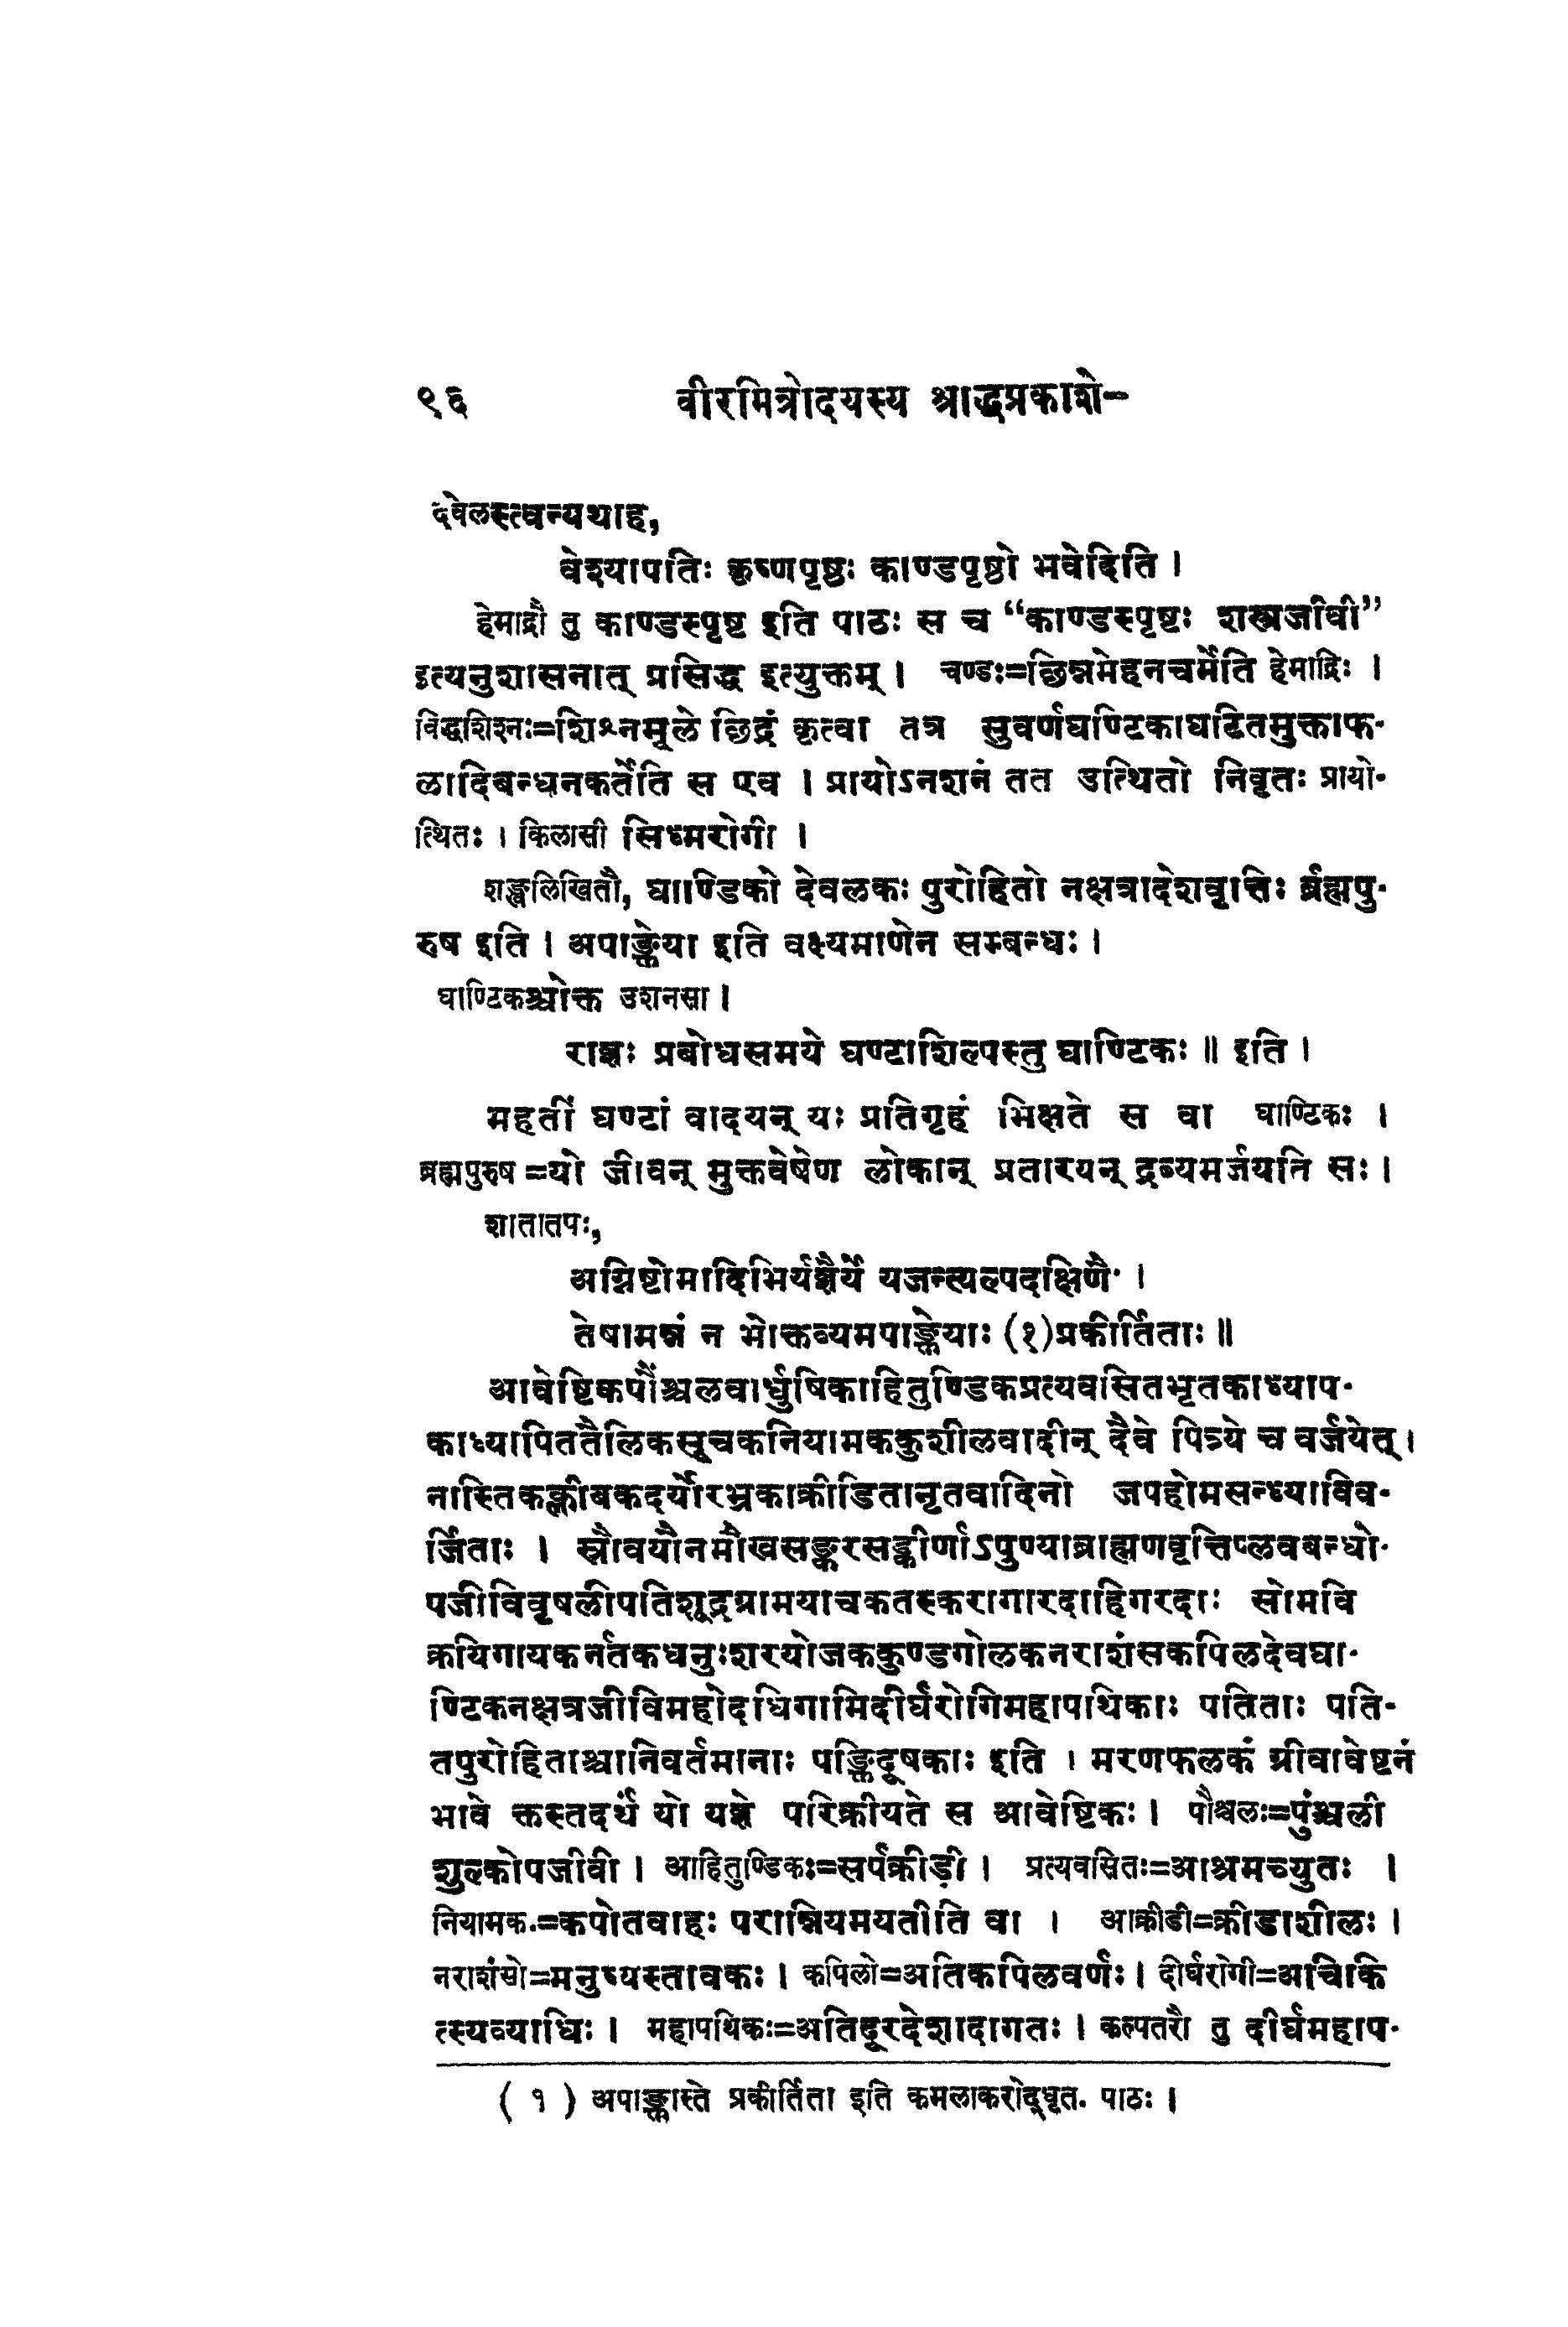 ९६ वीरमित्रोदयस्य श्राद्धप्रकाशे-
देवलस्त्वन्यथाह,
वेश्यापतिः कृष्णपृष्ठः काण्डपृष्ठो भवेदिति ।
हेमाद्रौ तु काण्डस्पृष्ट इति पाठः स च “काण्डस्पृष्टः शस्त्रजीवी”
इत्यनुशासनात् प्रसिद्ध इत्युक्तम् । चण्डः=छिन्नमेहनचर्मेति हेमाद्रिः ।
विद्धशिश्नः=शिश्नमूले छिद्रं कृत्वा तत्र सुवर्णघण्टिकाघटितमुक्ताफ-
लादिबन्धनकर्तेति स एव । प्रायोऽनशनं तत उत्थितो निवृतः प्रायो-
त्थितः । किलासी सिध्मरोगी ।
शङ्खलिखितौ, घाण्डिको देवलकः पुरोहितो नक्षत्रादेशवृत्तिः र्ब्रह्मपु-
रुष इति । अपाङ्क्तेया इति वक्ष्यमाणेन सम्बन्धः ।
घाण्टिकश्चोक्त उशनसा ।
राज्ञः प्रबोधसमये घण्टाशिल्पस्तु घाण्टिकः ॥ इति ।
महतीं घण्टां वादयन् यः प्रतिगृहं भिक्षते स वा घाण्टिकः ।
ब्रह्मपुरुष =यो जीवन् मुक्तवेषेण लोकान् प्रतारयन् द्रव्यमर्जयति सः ।
शातातपः,
अग्निष्टोमादिभिर्यज्ञैर्ये यजन्त्यल्पदक्षिणै. ।
तेषामन्नं न भोक्तव्यमपाङ्क्तेयाः (१)प्रकीर्तिताः ॥
आवेष्टिकपौंश्चलवार्धुषिकाहितुण्डिकप्रत्यवसितभृतकाध्याप-
काध्यापिततैलिकसूचकनियामककुशीलवादीन् दैवे पित्र्ये च वर्जयेत् ।
नास्तिकक्लीबकदर्योरभ्रकाक्रीडितानृतवादिनो जपहोमसन्ध्याविव-
र्जिताः । स्रौवयौनमौखसङ्करसङ्कीर्णाऽपुण्याब्राह्मणवृत्तिप्लवबन्धो-
पजीविवृषलीपतिशूद्रग्रामयाचकतस्करागारदाहिगरदाः सोमवि
क्रयिगायकनर्तकधनुःशरयोजककुण्डगोलकनराशंसकपिलदेवघा-
ण्टिकनक्षत्रजीविमहोदधिगामिदीर्घरोगिमहापथिकाः पतिताः पति-
तपुरोहिताश्चानिवर्तमानाः पङ्क्तिदूषकाः इति । मरणफलकं ग्रीवावेष्टनं
भावे क्तस्तदर्थं यो यज्ञे परिक्रीयते स आवेष्टिकः । पौंश्चलः=पुंश्चली
शुल्कोपजीवी । आहितुण्डिकः=सर्पक्रीड़ी । प्रत्यवसितः=आश्रमच्युतः ।
नियामक.=कपोतवाहः परान्नियमयतीति वा । आक्रीडी=क्रीडाशीलः ।
नराशंसो=मनुष्यस्तावकः । कपिलो=अतिकपिलवर्णः । दीर्घरोगी=अचिकि
त्स्यव्याधिः । महापथिकः=अतिदूरदेशादागतः । कल्पतरौ तु दीर्घमहाप-
( १ ) अपाङ्क्तास्ते प्रकीर्तिता इति कमलाकरोद्धृत. पाठः ।